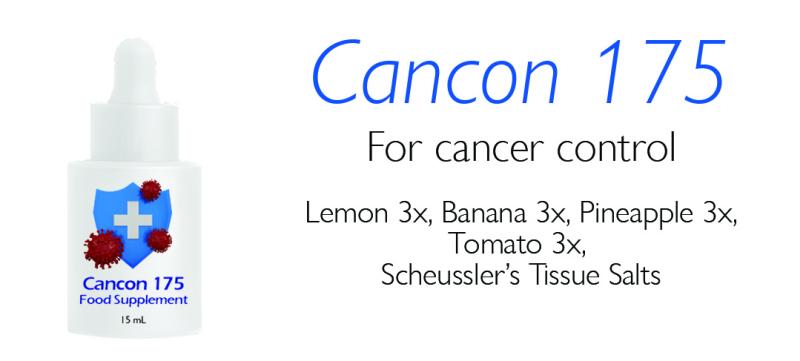 Cancon 175
For cancer control
Lemon 3x, Banana 3x, Pineapple 3x,
Tomato 3x,
Scheussler's Tissue Salts
Cancon 175
Food Supplement
15 mL